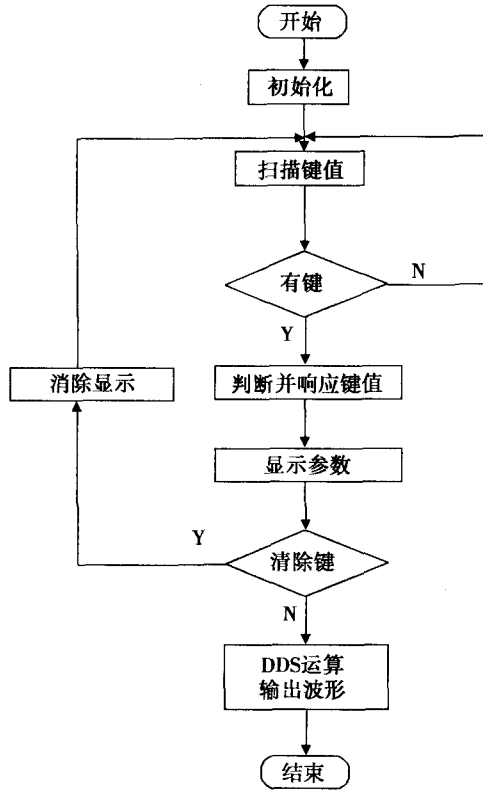 开始
初始化
扫描键值
有键
N
Y
判断并响应键值
消除显示
显示参数
Y
清除键
N
DDS运算
输出波形
结束